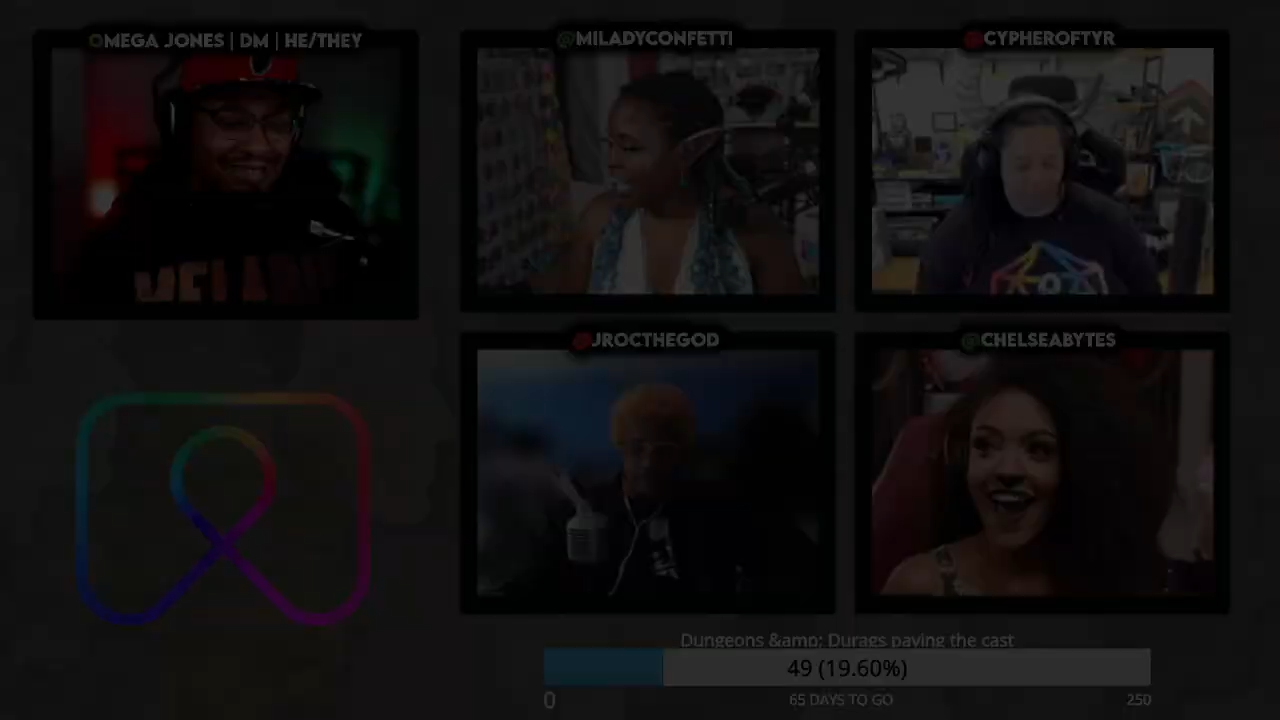 OMEGA JONES | DM | HE/THEY
@MILADYCONFETTI
@CYPHEROFTYR
@JROCTHEGOD
@CHELSEABYTES
Dungeons &amp; Durags paying the cast
49 (19.60%)
0
65 DAYS TO GO
250